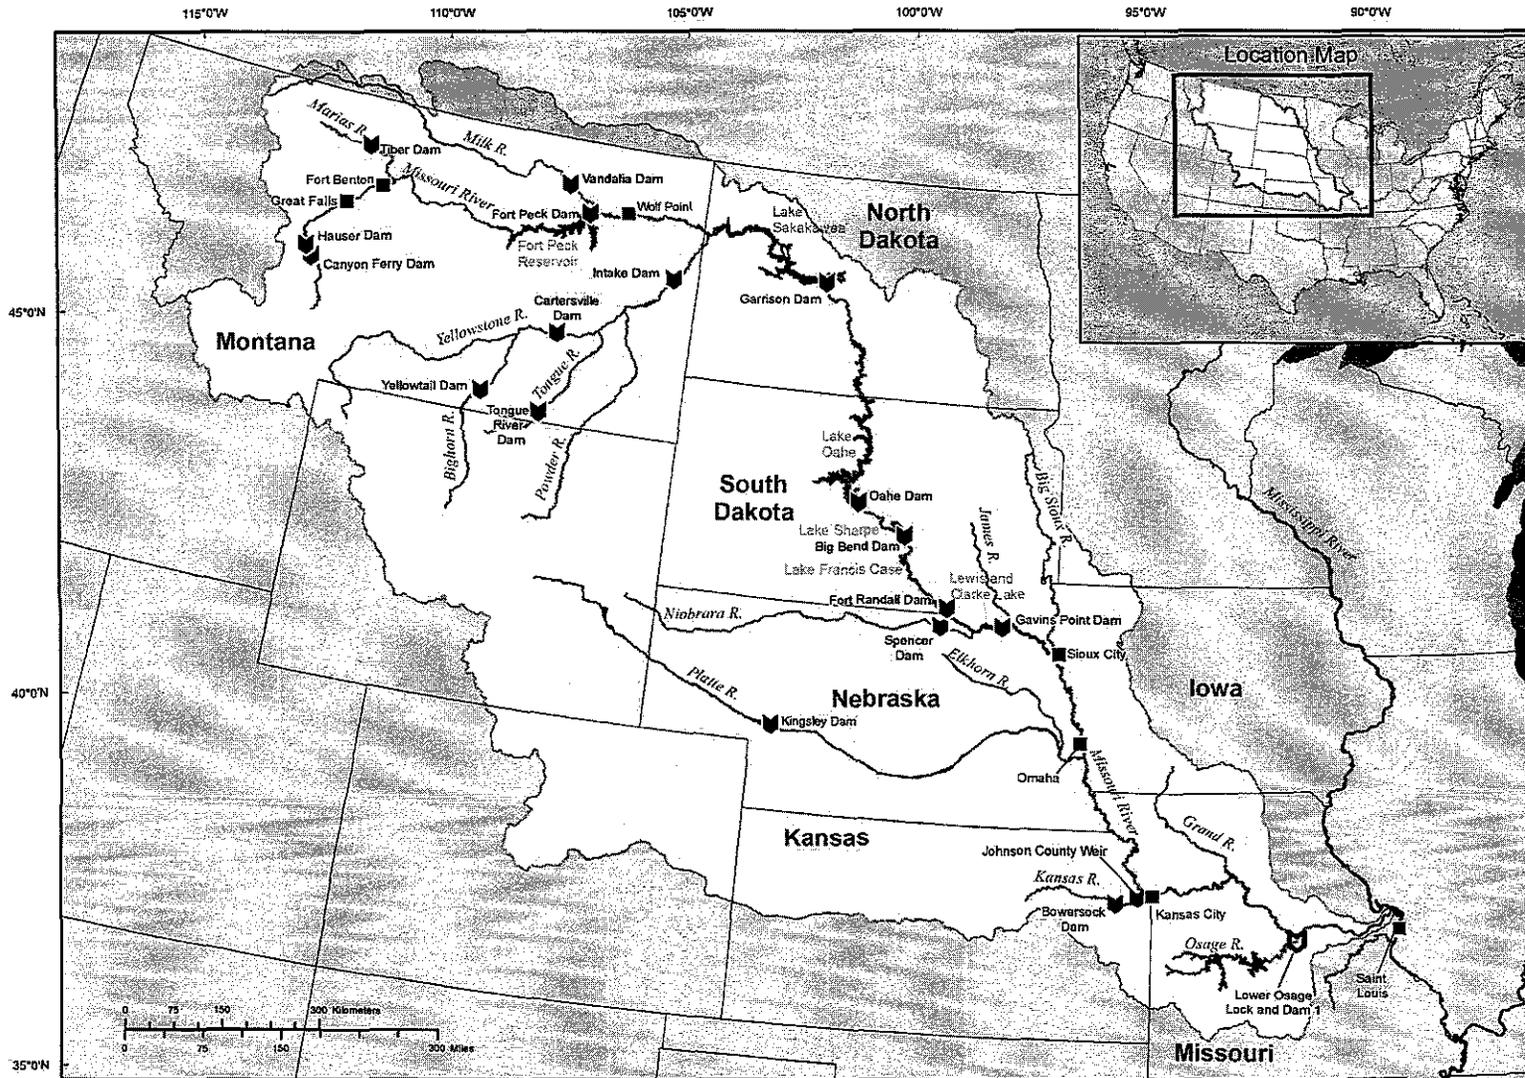 115°0'W
110°0'W
105°0'W
100°0'W
95°0'W
90°0'W
Location Map
Marias R.
Tiber Dam
Milk R.
Fort Benton
Missouri River
Vandalia Dam
Great Falls
Fort Peck Dam
Wolf Point
Lake
Sakakawea
North
Dakota
Hauser Dam
Fort Peck
Reservoir
Canyon Ferry Dam
Intake Dam
Garrison Dam
Cartersville
Dam
45°0'N
Montana
Yellowstone R.
Yellowtail Dam
Tongue R.
Tongue
River
Dam
Bighorn R.
Powder R.
Lake
Oahe
South
Dakota
Oahe Dam
Big Sioux R.
James R.
Mississippi River
Lake Sharpe
Big Bend Dam
Lake Francis Case
Lewis and
Clarke Lake
Fort Randall Dam
Niobrara R.
Gavins Point Dam
Spencer
Dam
Sioux City
Elkhorn R.
40°0'N
Platte R.
Nebraska
Iowa
Kingsley Dam
Omaha
Missouri River
Kansas
Grand R.
Johnson County Weir
Kansas R.
Bowersock
Dam
Kansas City
Osage R.
Saint
Louis
Lower Osage
Lock and Dam 1
0 75 150 300 Kilometers
0 75 150 300 Miles
Missouri
35°0'N